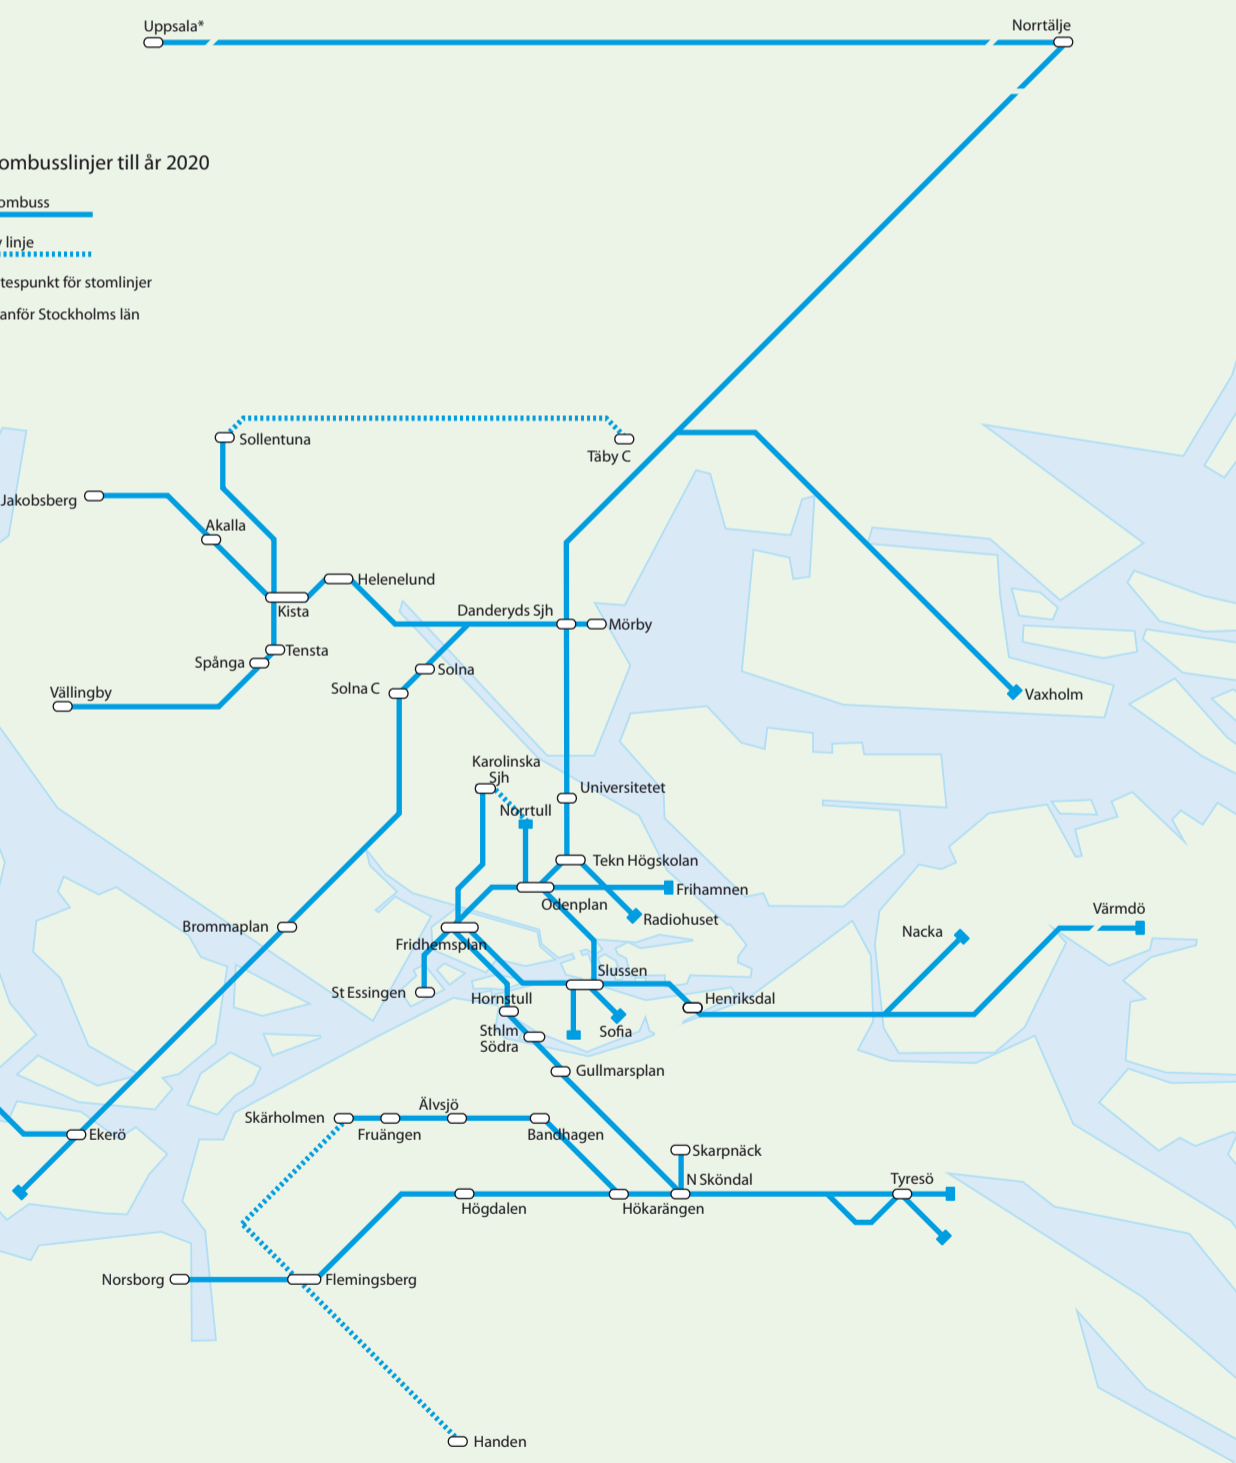 Uppsala*
Norrtälje
ombusslinjer till år 2020
ombuss
linje
tespunkt för stomlinjer
anför Stockholms län
Sollentuna
Täby C
Jakobsberg
Akalla
Helenelund
Kista
Danderyds Sjh
Mörby
Tensta
Spånga
Solna
Solna C
Vällingby
Vaxholm
Karolinska
Sjh
Universitetet
Norrtull
Tekn Högskolan
Frihamnen
Odenplan
Radiohuset
Värmdö
Brommaplan
Nacka
Fridhemsplan
Slussen
St Essingen
Hornstull
Henriksdal
Sthlm
Södra
Sofia
Gullmarsplan
Skärholmen
Älvsjö
Fruängen
Bandhagen
Ekerö
Skarpnäck
N Sköndal
Tyresö
Högdalen
Hökarängen
Norsborg
Flemingsberg
Handen